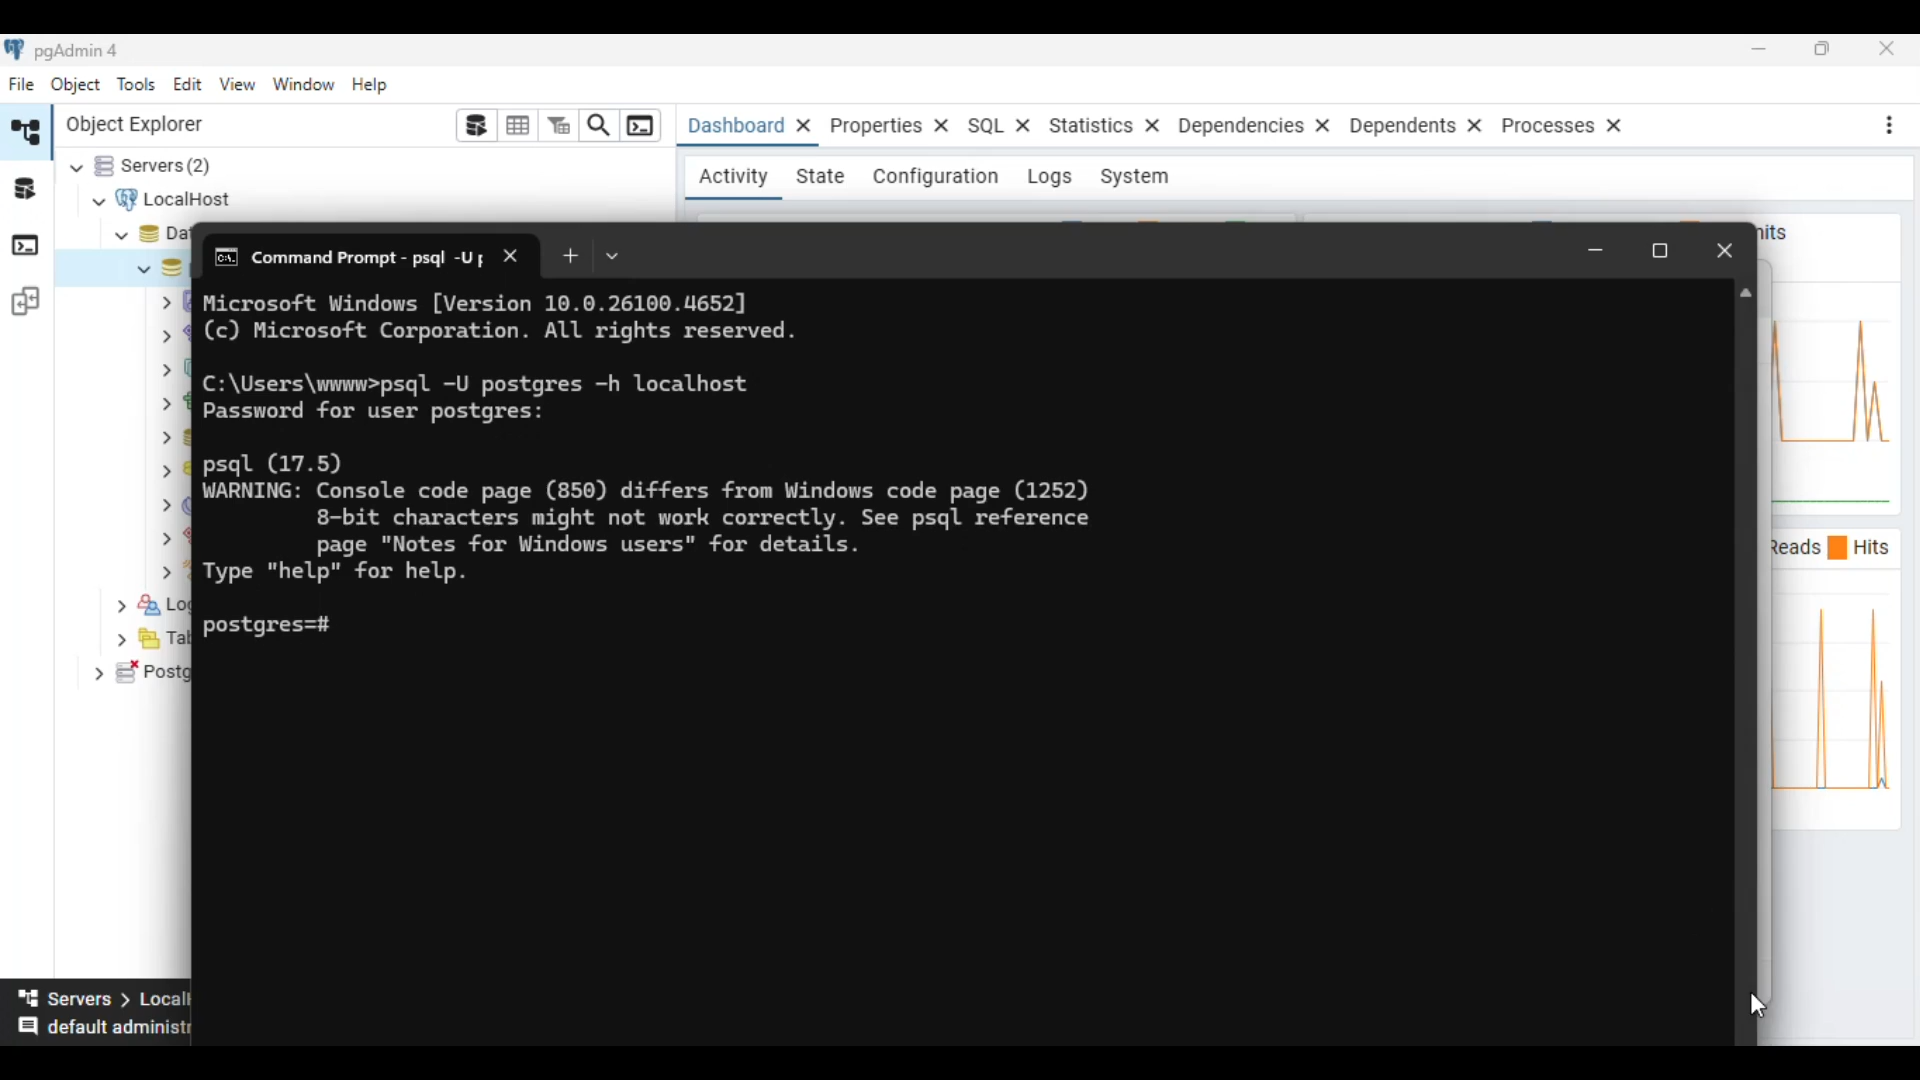 pgAdmin 4
File Object Tools Edit View Window Help
Object Explorer
Dashboard Properties SQL Statistics Dependencies Dependents Processes
Servers (2)
Activity State Configuration Logs System
LocalHost
Command Prompt - psql -U
Microsoft Windows [Version 10.0.26100.4652]
(c) Microsoft Corporation. All rights reserved.
C:\Users\wwww>psql -U postgres -h localhost
Password for user postgres:
psql (17.5)
WARNING: Console code page (850) differs from Windows code page (1252)
8-bit characters might not work correctly. See psql reference
page "Notes for Windows users" for details.
Type "help" for help.
postgres=#
Reads Hits
Servers
default